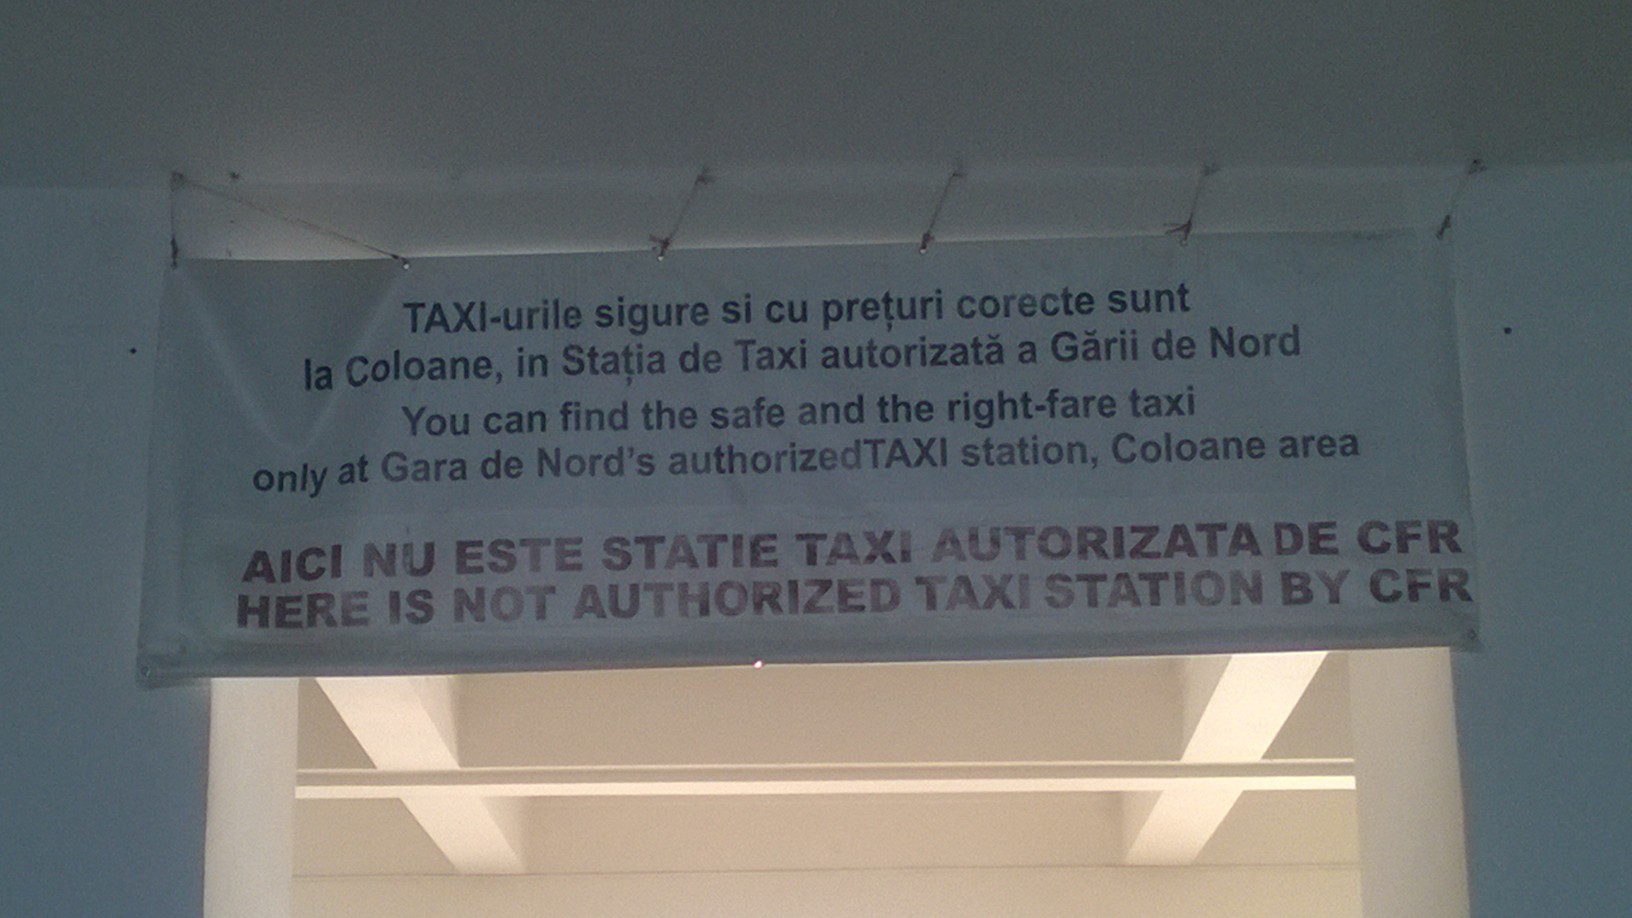 TAXI-urile sigure si cu prețuri corecte sunt
la Coloane, in Stația de Taxi autorizată a Gării de Nord
You can find the safe and the right-fare taxi
only at Gara de Nord's authorizedTAXI station, Coloane area
AICI NU ESTE STATIE TAXI AUTORIZATA DE CFR
HERE IS NOT AUTHORIZED TAXI STATION BY CFR